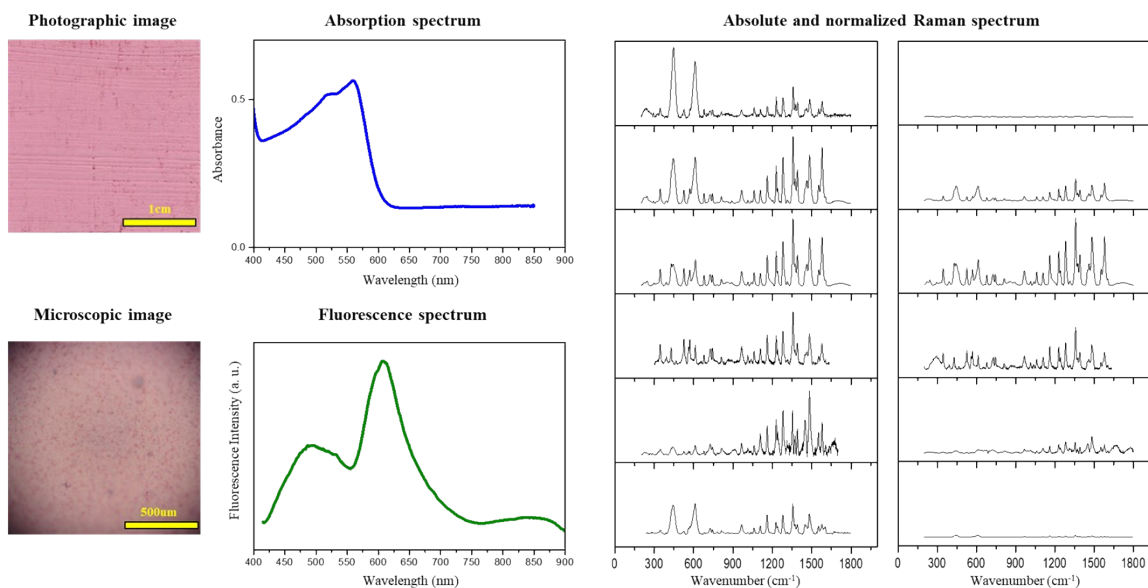 Photographic image
1cm
Microscopic image
500um
Absorption spectrum
Absorbance
0.5
0.0
400 450 500 550 600 650 700 750 800 850 900
Wavelength (nm)
Fluorescence spectrum
Fluorescence Intensity (a. u.)
400 450 500 550 600 650 700 750 800 850 900
Wavelength (nm)
Absolute and normalized Raman spectrum
0 300 600 900 1200 1500 1800
Wavenumber (cm-1)
0 300 600 900 1200 1500 1800
Wavenumber (cm-1)